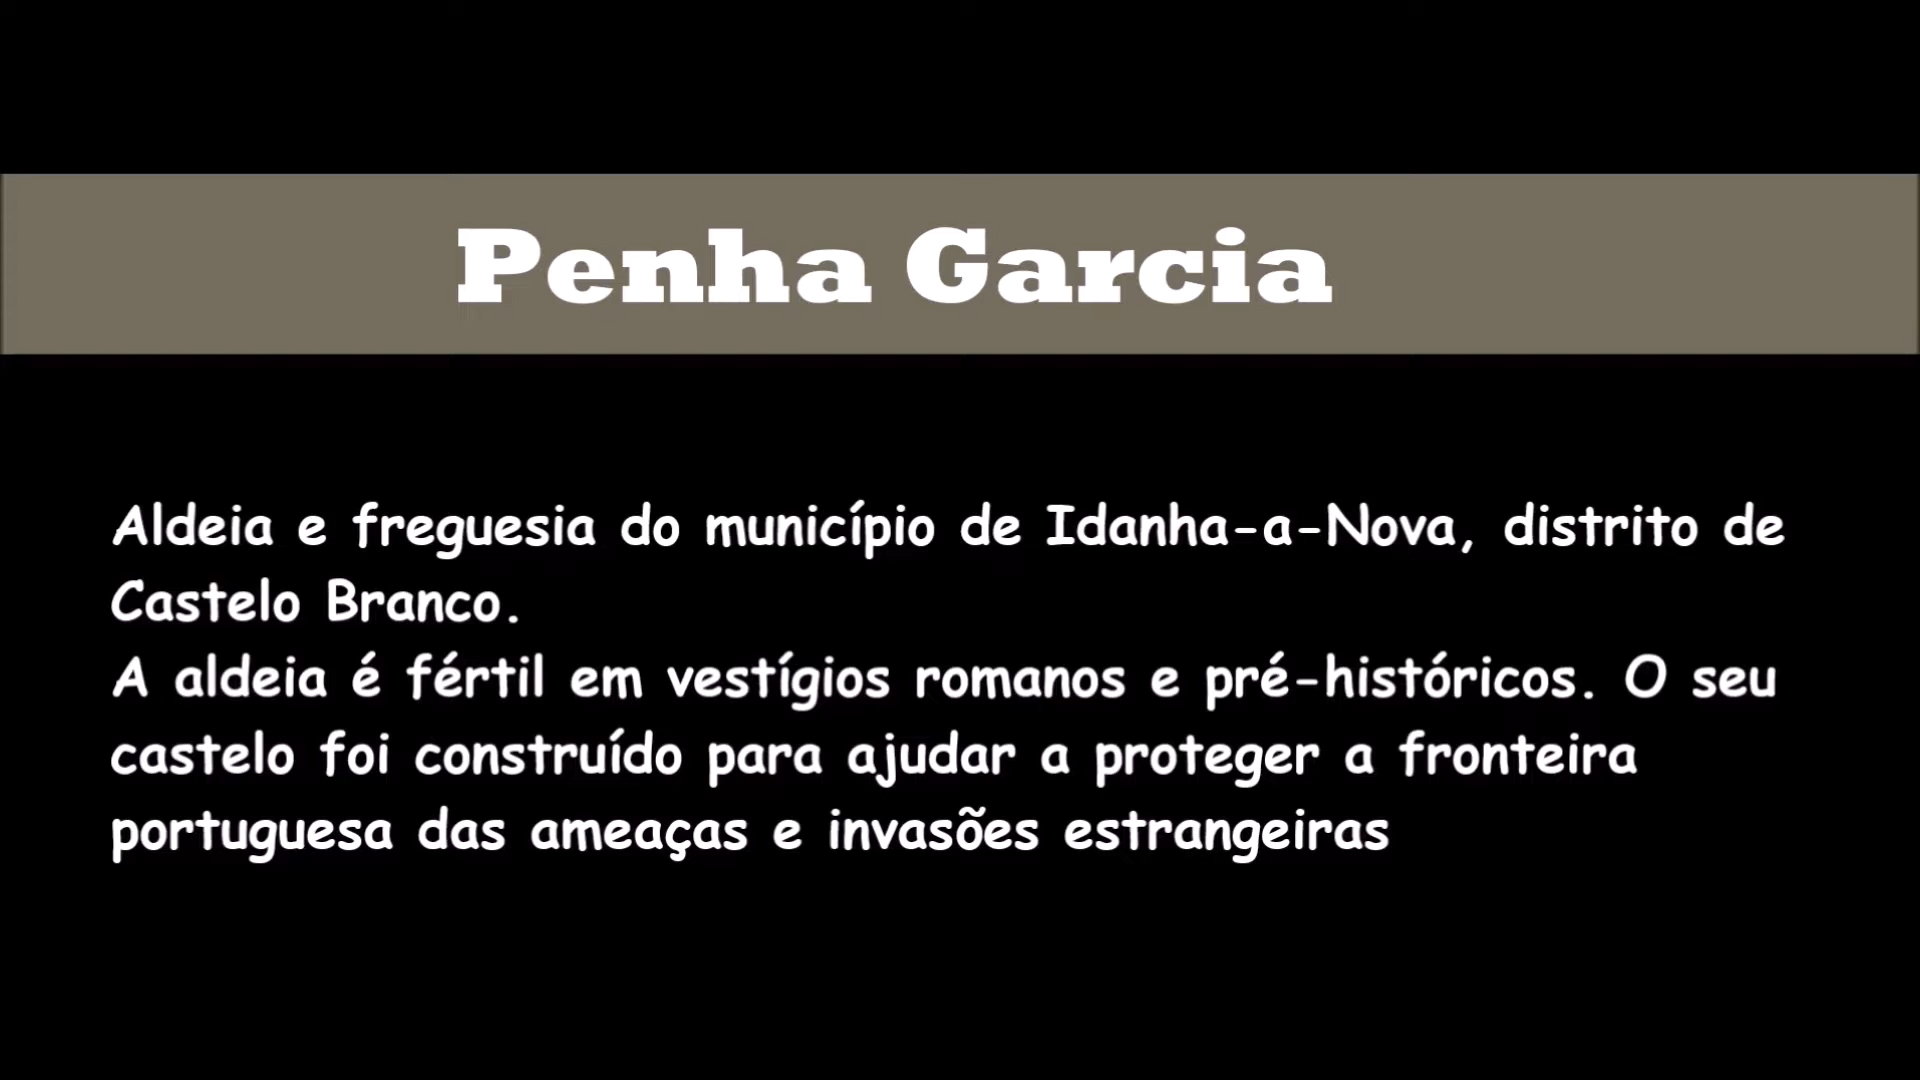 Penha Garcia
Aldeia e freguesia do município de Idanha-a-Nova, distrito de
Castelo Branco.
A aldeia é fértil em vestígios romanos e pré-históricos. O seu
castelo foi construído para ajudar a proteger a fronteira
portuguesa das ameaças e invasões estrangeiras